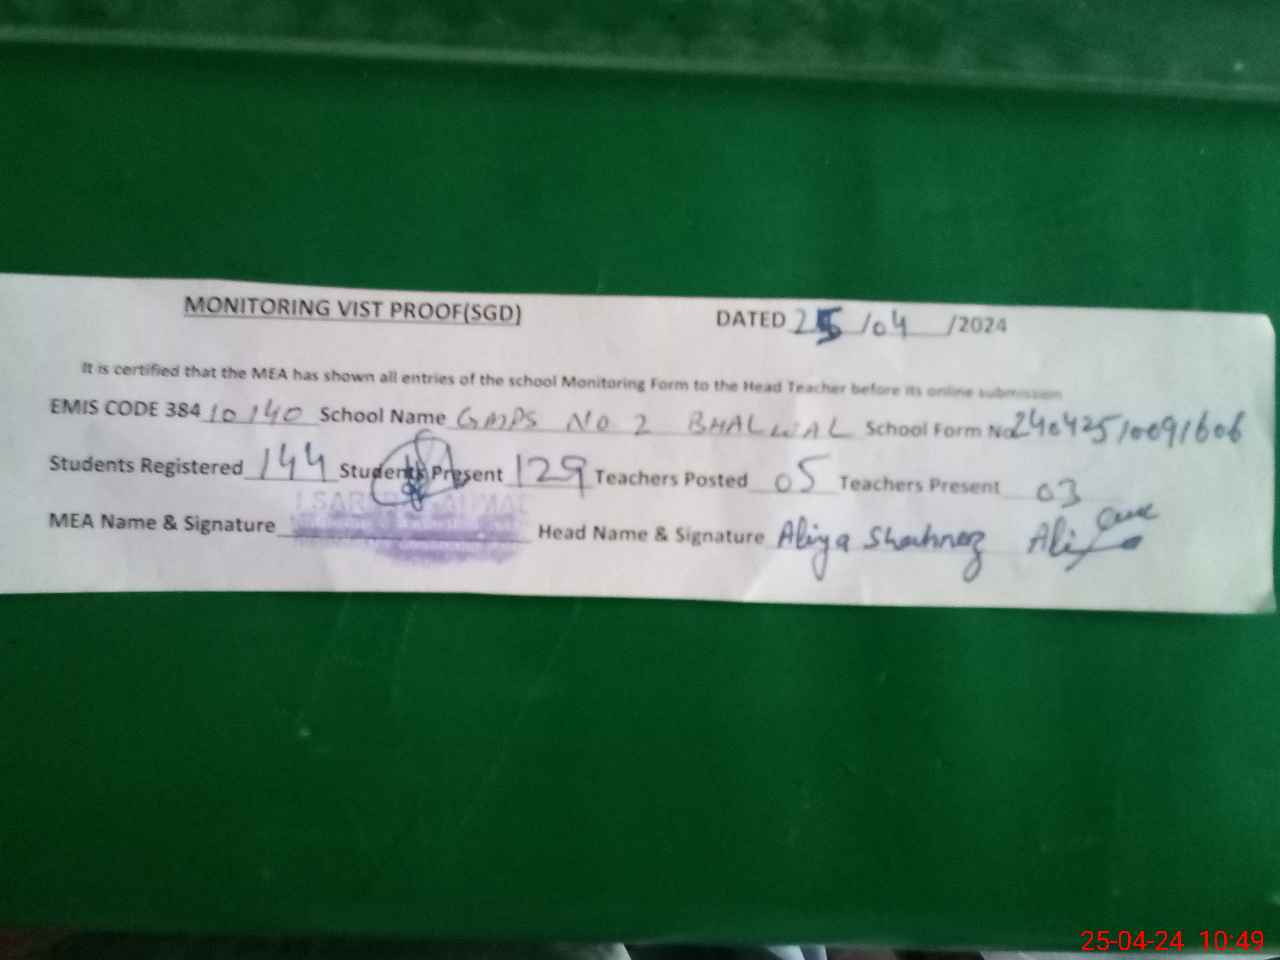 MONITORING VIST PROOF(SGD) DATED 25/04/2024
It is certified that the MEA has shown all entries of the school Monitoring Form to the Head Teacher before its online submission
EMIS CODE 38410140 School Name GMPS NO 2 BHALWAL School Form No 24042510091606
Students Registered 144 Students Present 129 Teachers Posted 05 Teachers Present 03
MEA Name & Signature Head Name & Signature Aliya Shahnaz
25-04-24 10:49